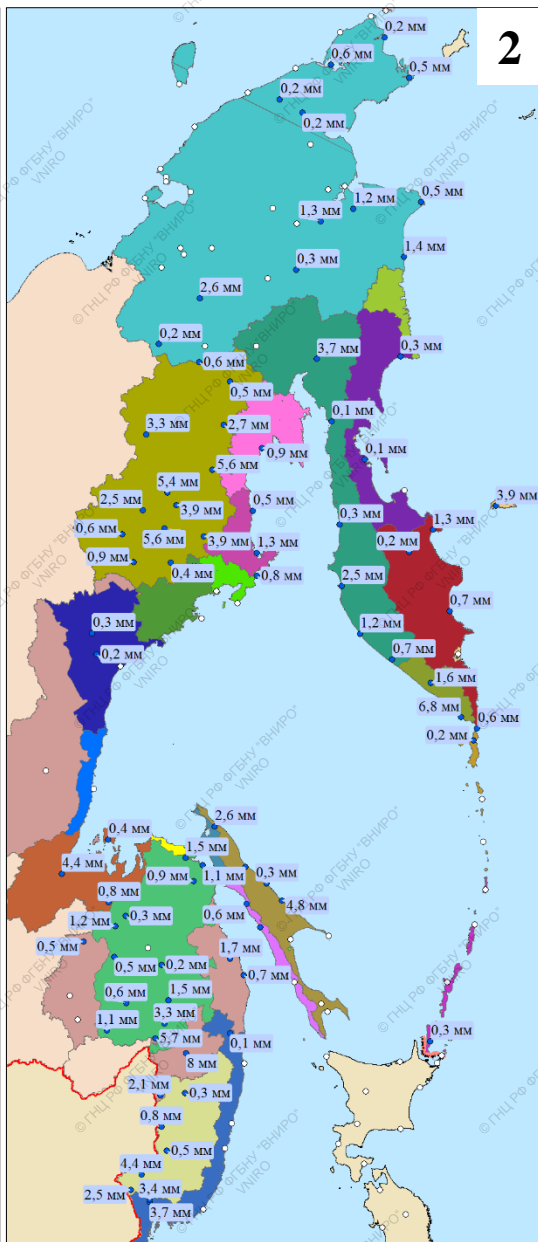 2
0,2 мм
0,6 мм
0,5 мм
0,2 мм
0,2 мм
0,5 мм
1,2 мм
1,3 мм
1,4 мм
0,3 мм
2,6 мм
0,2 мм
3,7 мм
0,3 мм
0,6 мм
0,5 мм
0,1 мм
3,3 мм
2,7 мм
0,9 мм
0,1 мм
5,6 мм
5,4 мм
2,5 мм
3,9 мм
0,5 мм
3,9 мм
0,6 мм
5,6 мм
3,9 мм
0,3 мм
1,3 мм
1,3 мм
0,2 мм
0,9 мм
0,4 мм
0,8 мм
2,5 мм
0,7 мм
0,3 мм
1,2 мм
0,2 мм
0,7 мм
1,6 мм
6,8 мм
0,6 мм
0,2 мм
2,6 мм
0,4 мм
1,5 мм
4,4 мм
0,9 мм
1,1 мм
0,3 мм
0,8 мм
4,8 мм
1,2 мм
0,3 мм
0,6 мм
0,5 мм
1,7 мм
0,5 мм
0,2 мм
0,7 мм
0,6 мм
1,5 мм
1,1 мм
3,3 мм
5,7 мм
0,1 мм
0,3 мм
8 мм
2,1 мм
0,3 мм
0,8 мм
0,5 мм
4,4 мм
2,5 мм
3,4 мм
3,7 мм
© ГНЦ РФ ФГБНУ "ВНИРО"
VNIRO